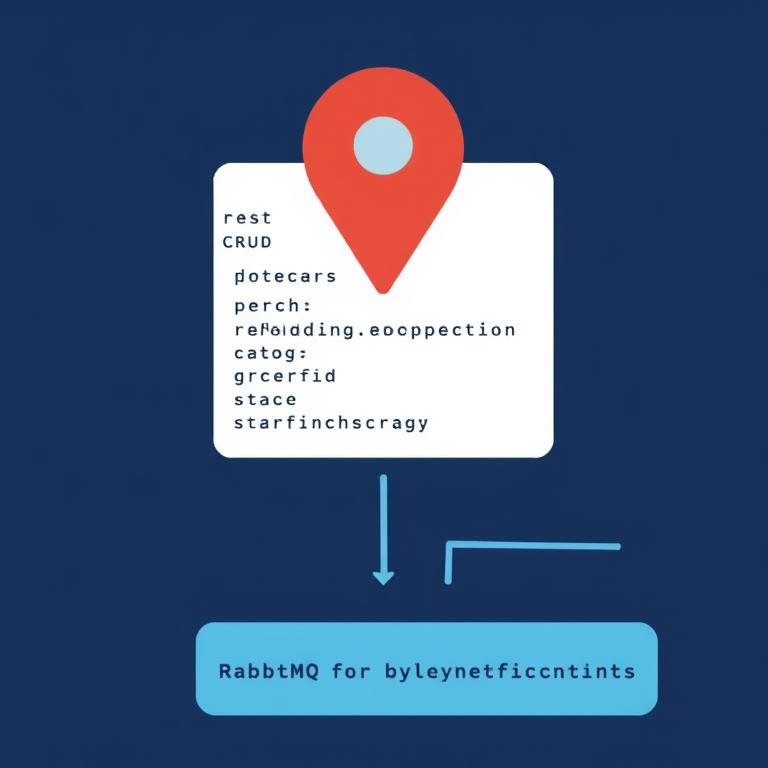 rest
CRUD
potecars
perch:
catog:
grcerfid
stace
starfinchscragy
RabbtMQ for byleynetficcntints